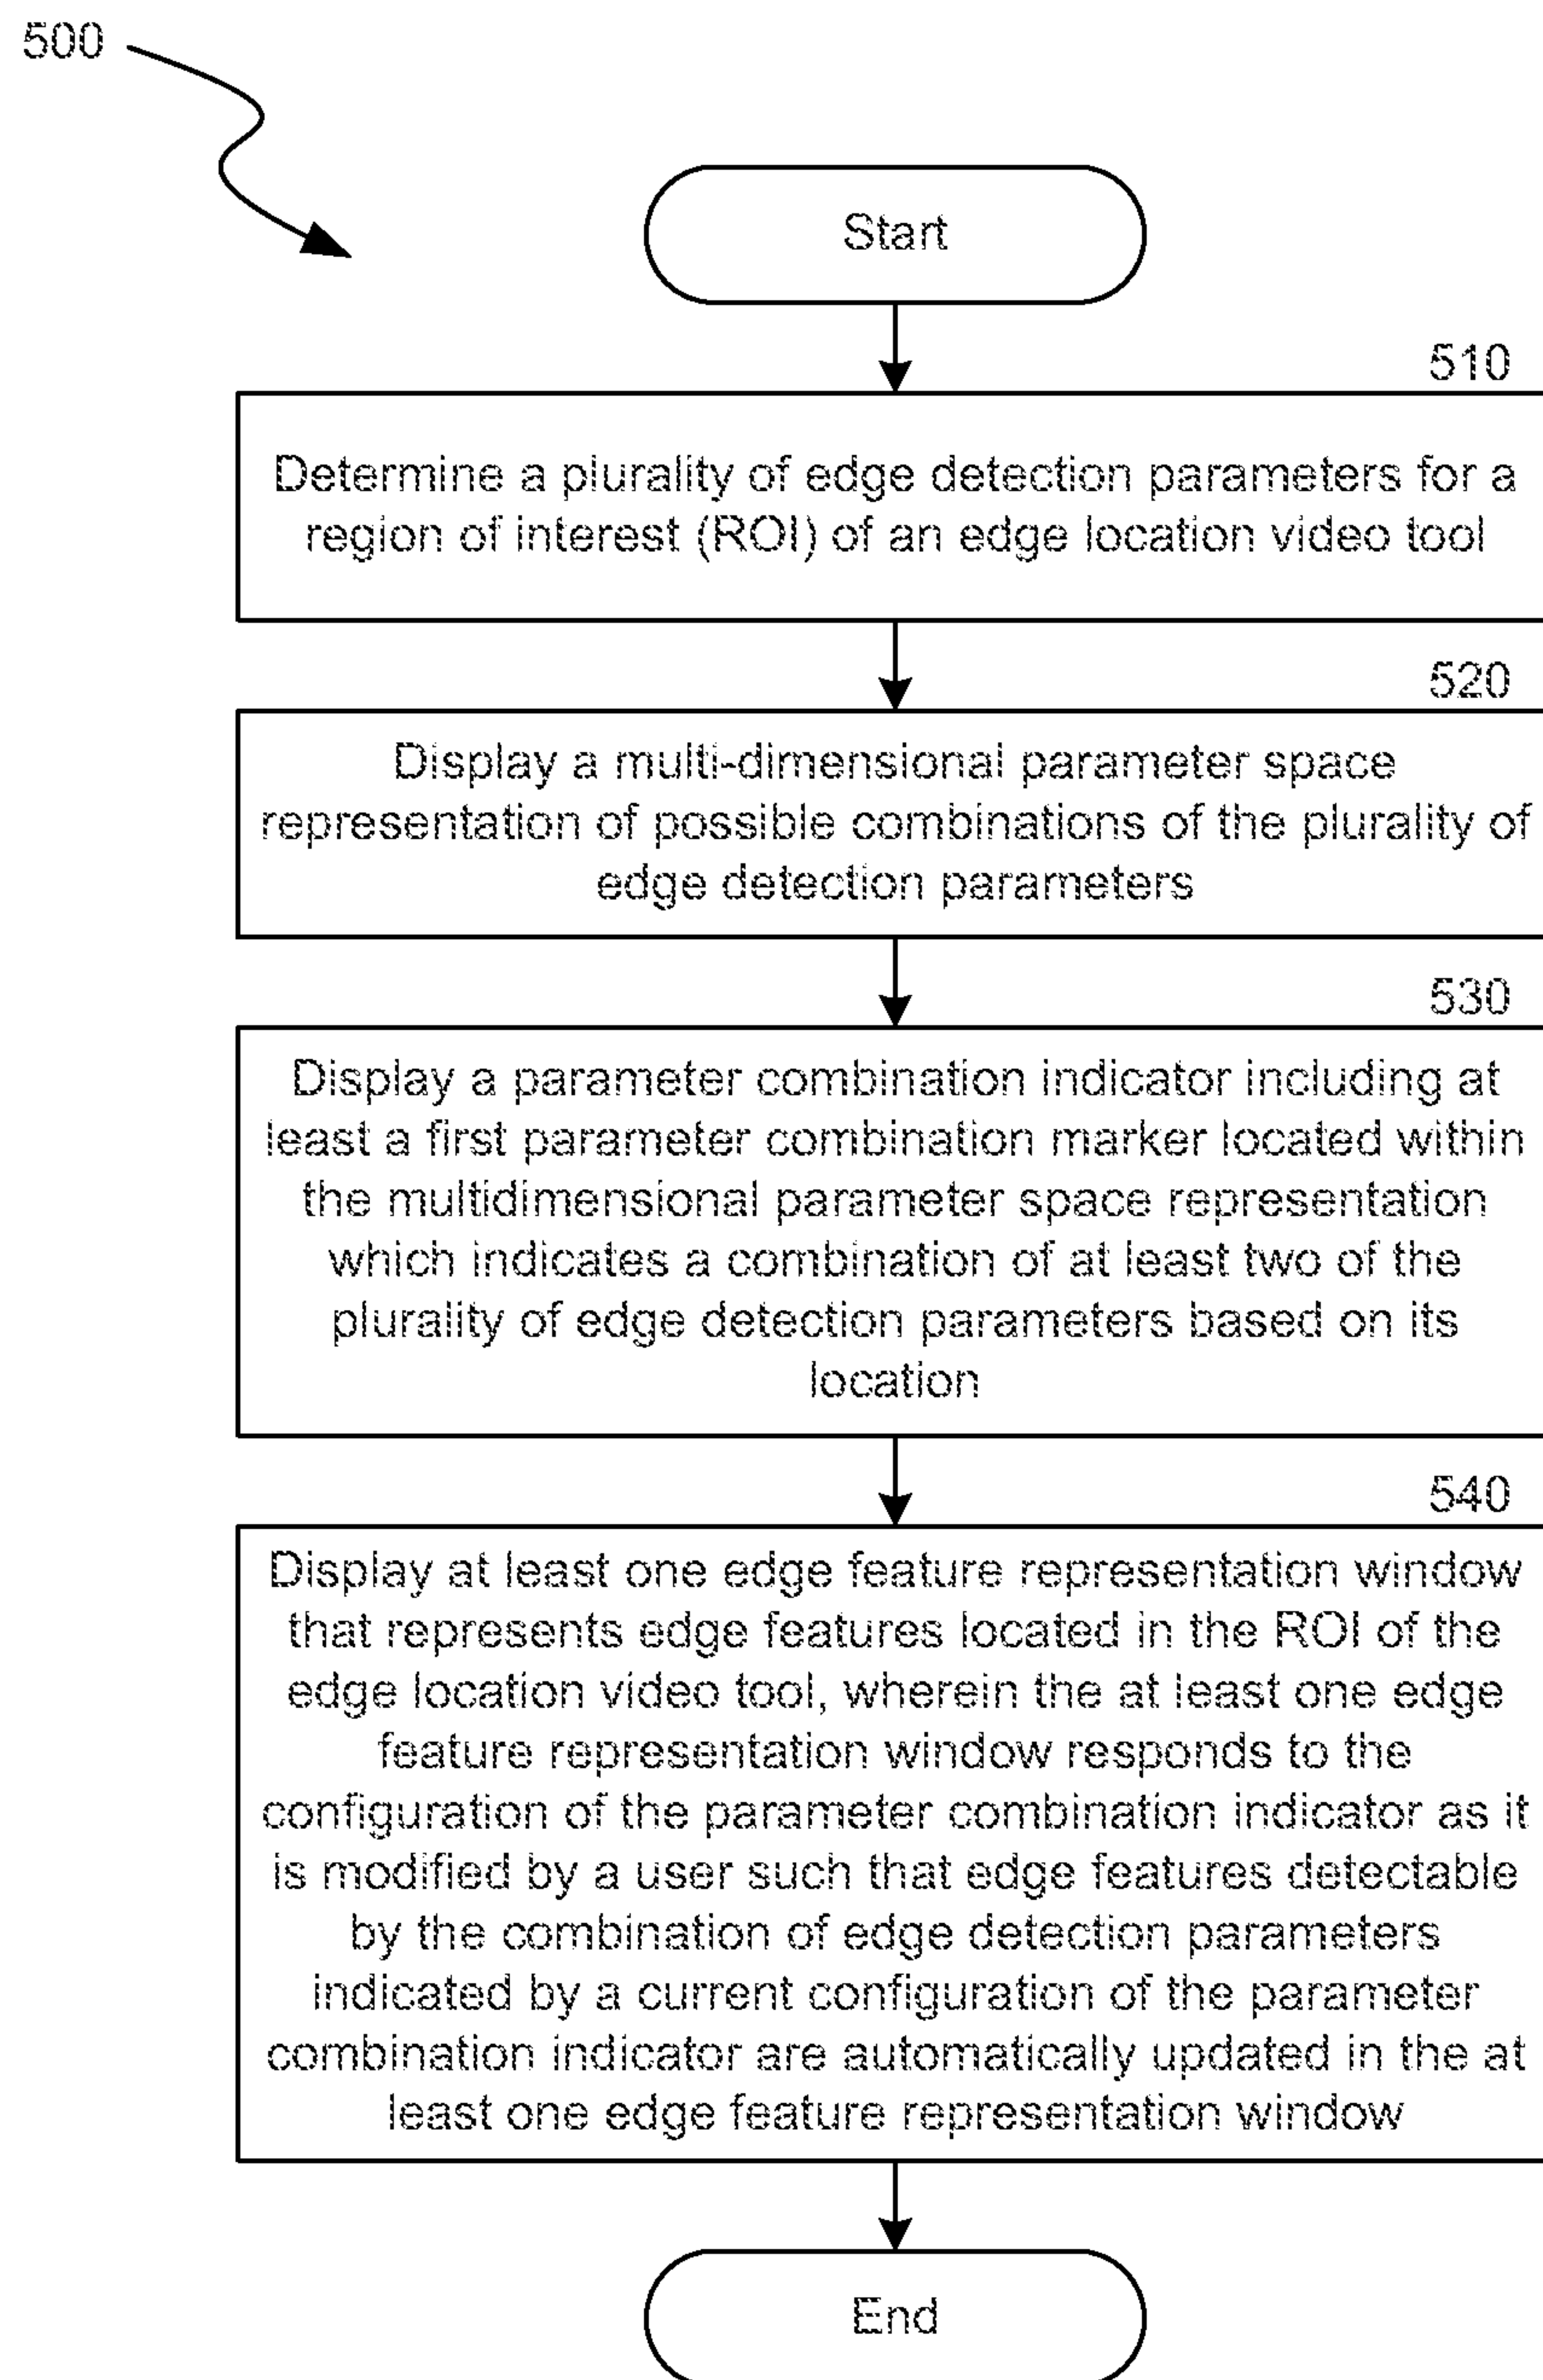 500
Start
510
Determine a plurality of edge detection parameters for a
region of interest (ROI) of an edge location video tool
520
Display a multi-dimensional parameter space
representation of possible combinations of the plurality of
edge detection parameters
530
Display a parameter combination indicator including at
least a first parameter combination marker located within
the multidimensional parameter space representation
which indicates a combination of at least two of the
plurality of edge detection parameters based on its
location
540
Display at least one edge feature representation window
that represents edge features located in the ROI of the
edge location video tool, wherein the at least one edge
feature representation window responds to the
configuration of the parameter combination indicator as it
is modified by a user such that edge features detectable
by the combination of edge detection parameters
indicated by a current configuration of the parameter
combination indicator are automatically updated in the at
least one edge feature representation window
End